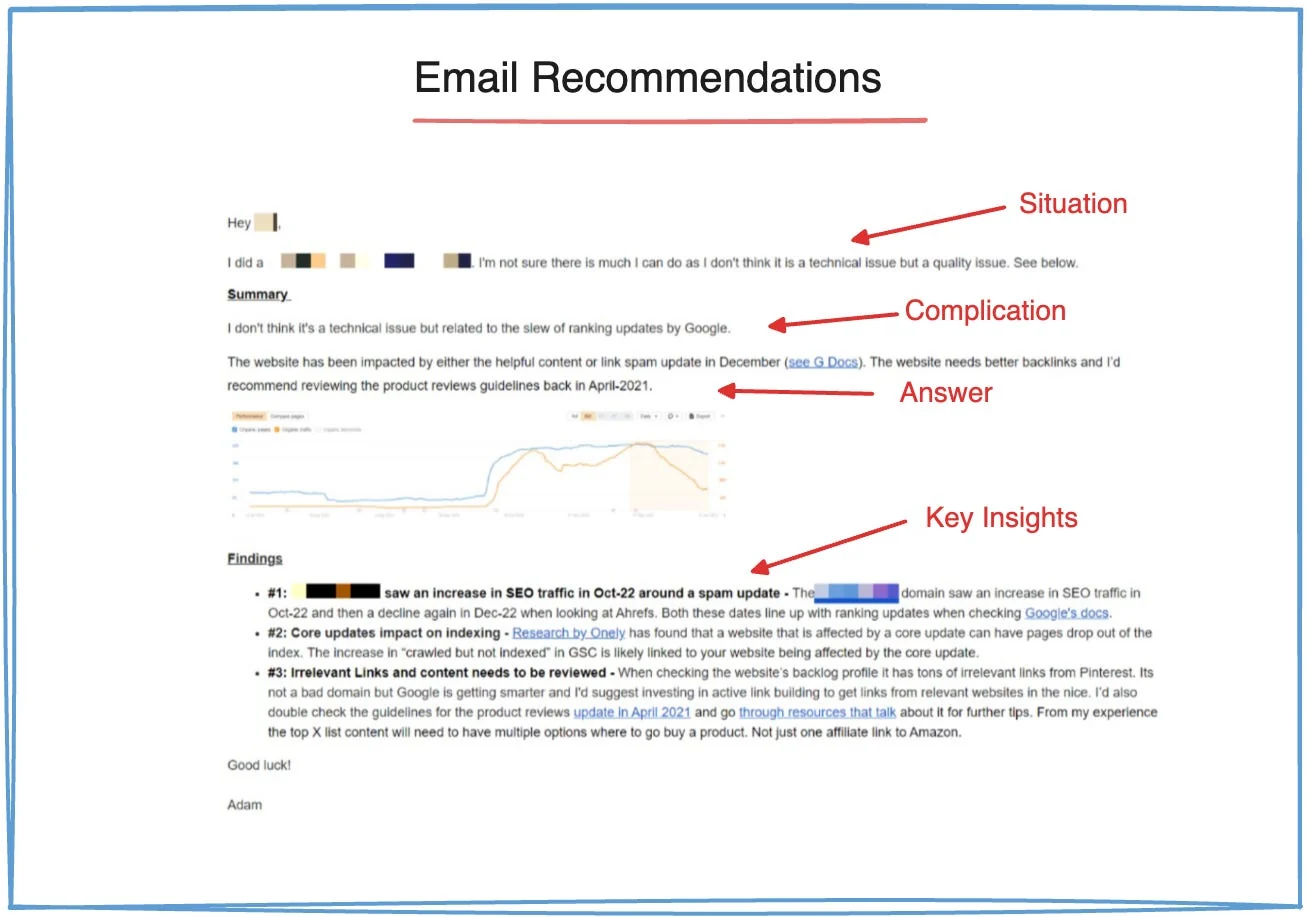 Email Recommendations
Situation
Hey ,
I did a . I'm not sure there is much I can do as I don't think it is a technical issue but a quality issue. See below.
Summary
Complication
I don't think it's a technical issue but related to the slew of ranking updates by Google.
The website has been impacted by either the helpful content or link spam update in December (see G Docs). The website needs better backlinks and I'd
recommend reviewing the product reviews guidelines back in April-2021.
Answer
Performance Compare pages
Organic pages Organic traffic
Export
Key Insights
Findings
• #1: saw an increase in SEO traffic in Oct-22 around a spam update - The domain saw an increase in SEO traffic in
Oct-22 and then a decline again in Dec-22 when looking at Ahrefs. Both these dates line up with ranking updates when checking Google's docs.
• #2: Core updates impact on indexing - Research by Onely has found that a website that is affected by a core update can have pages drop out of the
index. The increase in “crawled but not indexed” in GSC is likely linked to your website being affected by the core update.
• #3: Irrelevant Links and content needs to be reviewed - When checking the website's backlog profile it has tons of irrelevant links from Pinterest. Its
not a bad domain but Google is getting smarter and I'd suggest investing in active link building to get links from relevant websites in the nice. I'd also
double check the guidelines for the product reviews update in April 2021 and go through resources that talk about it for further tips. From my experience
the top X list content will need to have multiple options where to go buy a product. Not just one affiliate link to Amazon.
Good luck!
Adam